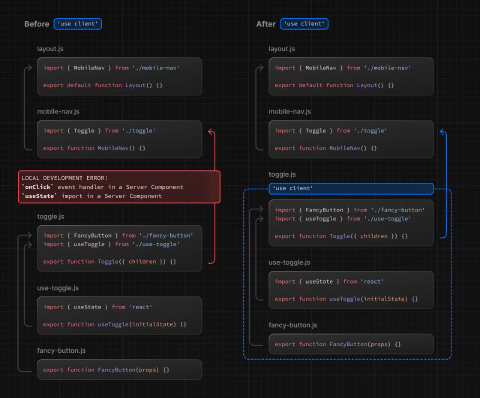 Before 'use client'
layout.js
import { MobileNav } from './mobile-nav'
export default function Layout() {}
mobile-nav.js
import { Toggle } from './toggle'
export function MobileNav() {}
LOCAL DEVELOPMENT ERROR:
`onClick` event handler in a Server Component
`useState` import in a Server Component
toggle.js
import { FancyButton } from './fancy-button'
import { useToggle } from './use-toggle'
export function Toggle({ children }) {}
use-toggle.js
import { useState } from 'react'
export function useToggle(initialState) {}
fancy-button.js
export function FancyButton(props) {}
After 'use client'
layout.js
import { MobileNav } from './mobile-nav'
export default function Layout() {}
mobile-nav.js
import { Toggle } from './toggle'
export function MobileNav() {}
toggle.js
'use client'
import { FancyButton } from './fancy-button'
import { useToggle } from './use-toggle'
export function Toggle({ children }) {}
use-toggle.js
import { useState } from 'react'
export function useToggle(initialState) {}
fancy-button.js
export function FancyButton(props) {}